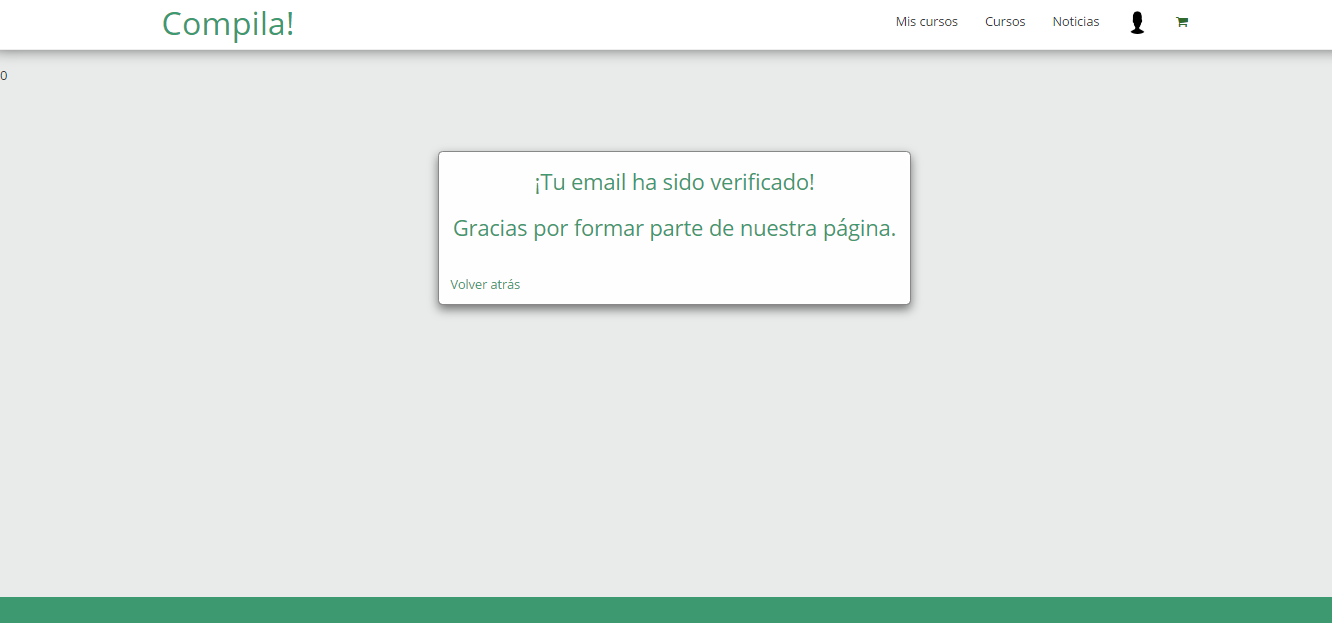 Compila!
Mis cursos
Cursos
Noticias
0
¡Tu email ha sido verificado!
Gracias por formar parte de nuestra página.
Volver atrás